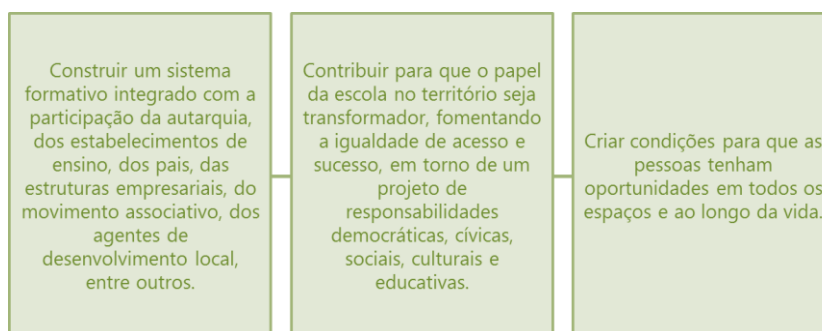 Construir um sistema
formativo integrado com a
participação da autarquia,
dos estabelecimentos de
ensino, dos pais, das
estruturas empresariais, do
movimento associativo, dos
agentes de
desenvolvimento local,
entre outros.
Contribuir para que o papel
da escola no território seja
transformador, fomentando
a igualdade de acesso e
sucesso, em torno de um
projeto de
responsabilidades
democráticas, cívicas,
sociais, culturais e
educativas.
Criar condições para que as
pessoas tenham
oportunidades em todos os
espaços e ao longo da vida.